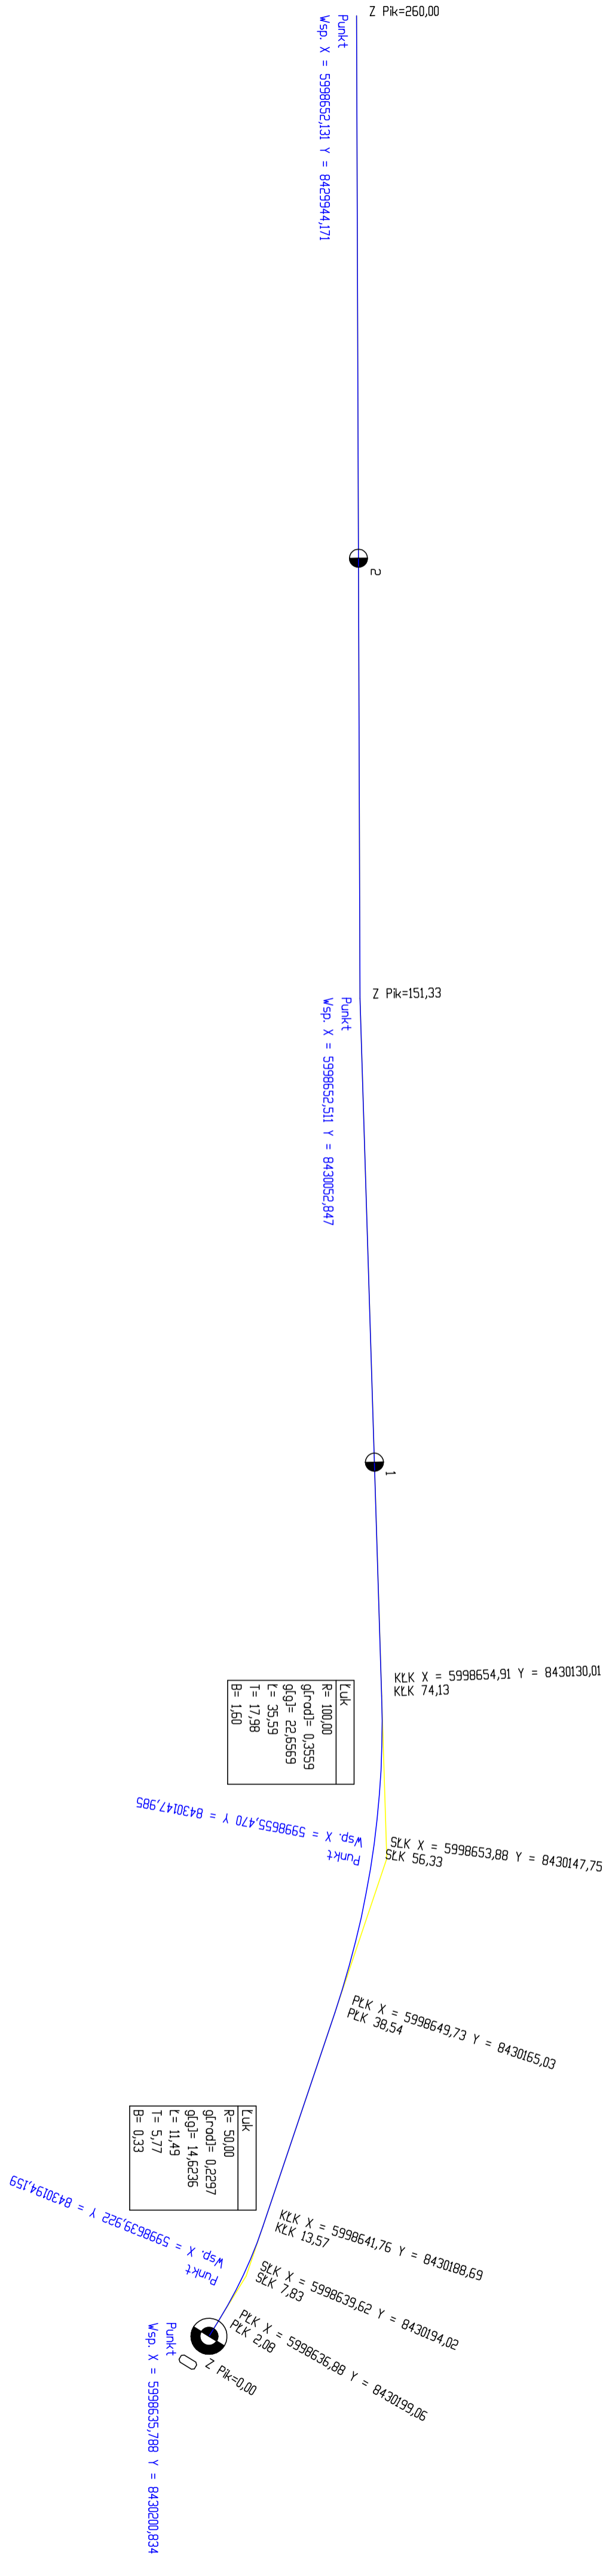 Z Pik=260,00
Punkt
Wsp. X = 5998652,131 Y = 8429944,171
2
Z Pik=151,33
Punkt
Wsp. X = 5998652,511 Y = 8430052,847
1
KŁK X = 5998654,91 Y = 8430130,01
KŁK 74,13
Łuk
R= 100,00
g[rad]= 0,3559
g[g]= 22,6569
Ł= 35,59
T= 17,98
B= 1,60
Punkt
Wsp. X = 5998655,470 Y = 8430147,985
SŁK X = 5998653,88 Y = 8430147,75
SŁK 56,33
PŁK X = 5998649,73 Y = 8430165,03
PŁK 38,54
Łuk
R= 50,00
g[rad]= 0,2297
g[g]= 14,6236
Ł= 11,49
T= 5,77
B= 0,33
Punkt
Wsp. X = 5998639,922 Y = 8430194,159
KŁK X = 5998641,76 Y = 8430188,69
KŁK 13,57
SŁK X = 5998639,62 Y = 8430194,02
SŁK 7,83
PŁK X = 5998636,88 Y = 8430199,06
PŁK 2,08
Z Pik=0,00
0
Punkt
Wsp. X = 5998635,788 Y = 8430200,834